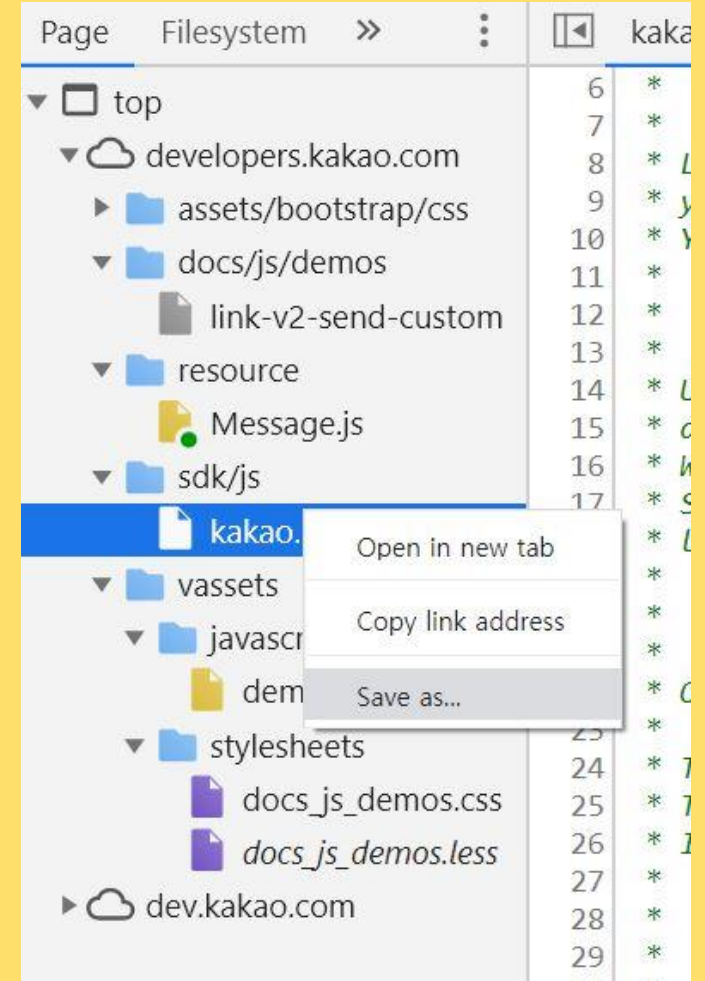 Page Filesystem »
top
developers.kakao.com
assets/bootstrap/css
docs/js/demos
link-v2-send-custom
resource
Message.js
sdk/js
kakao.
vassets
javascr
dem
stylesheets
docs_js_demos.css
docs_js_demos.less
dev.kakao.com
Open in new tab
Copy link address
Save as...
kaka
6 *
7 *
8 * L
9 * y
10 * Y
11 *
12 *
13 *
14 * U
15 *
16 * W
17 * S
*
*
*
*
* O
23 *
24 * T
25 * T
26 * I
27 *
28 *
29 *